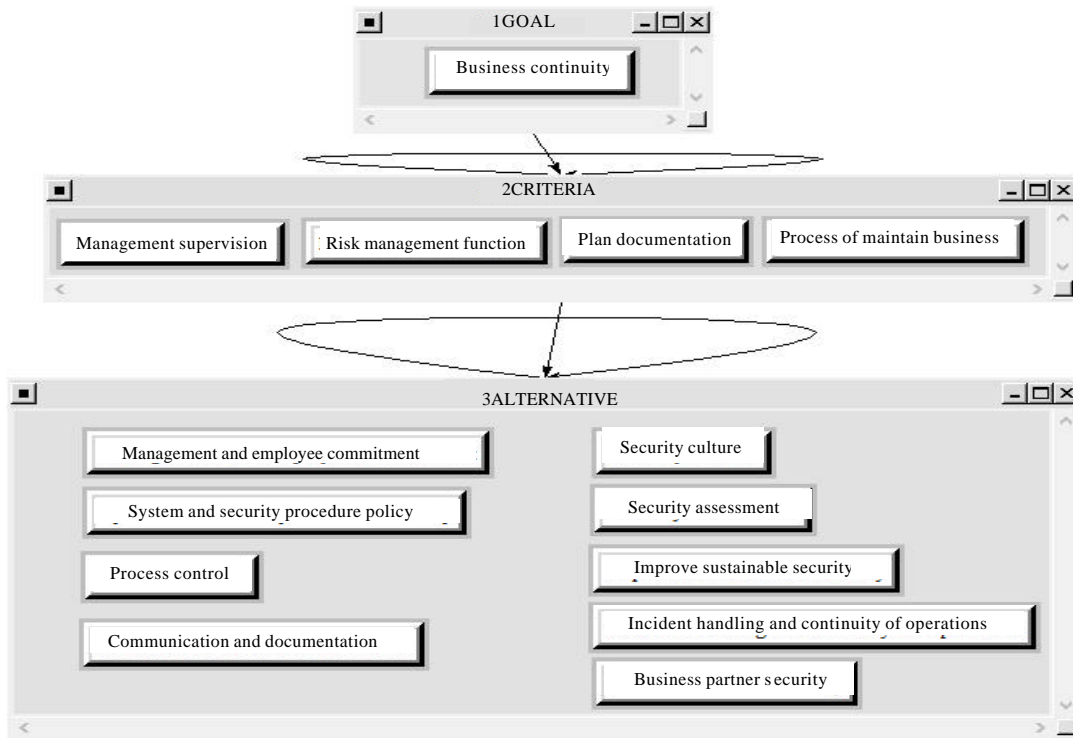 1GOAL
Business continuity
2CRITERIA
Management supervision
Risk management function
Plan documentation
Process of maintain business
3ALTERNATIVE
Management and employee commitment
System and security procedure policy
Process control
Communication and documentation
Security culture
Security assessment
Improve sustainable security
Incident handling and continuity of operations
Business partner security